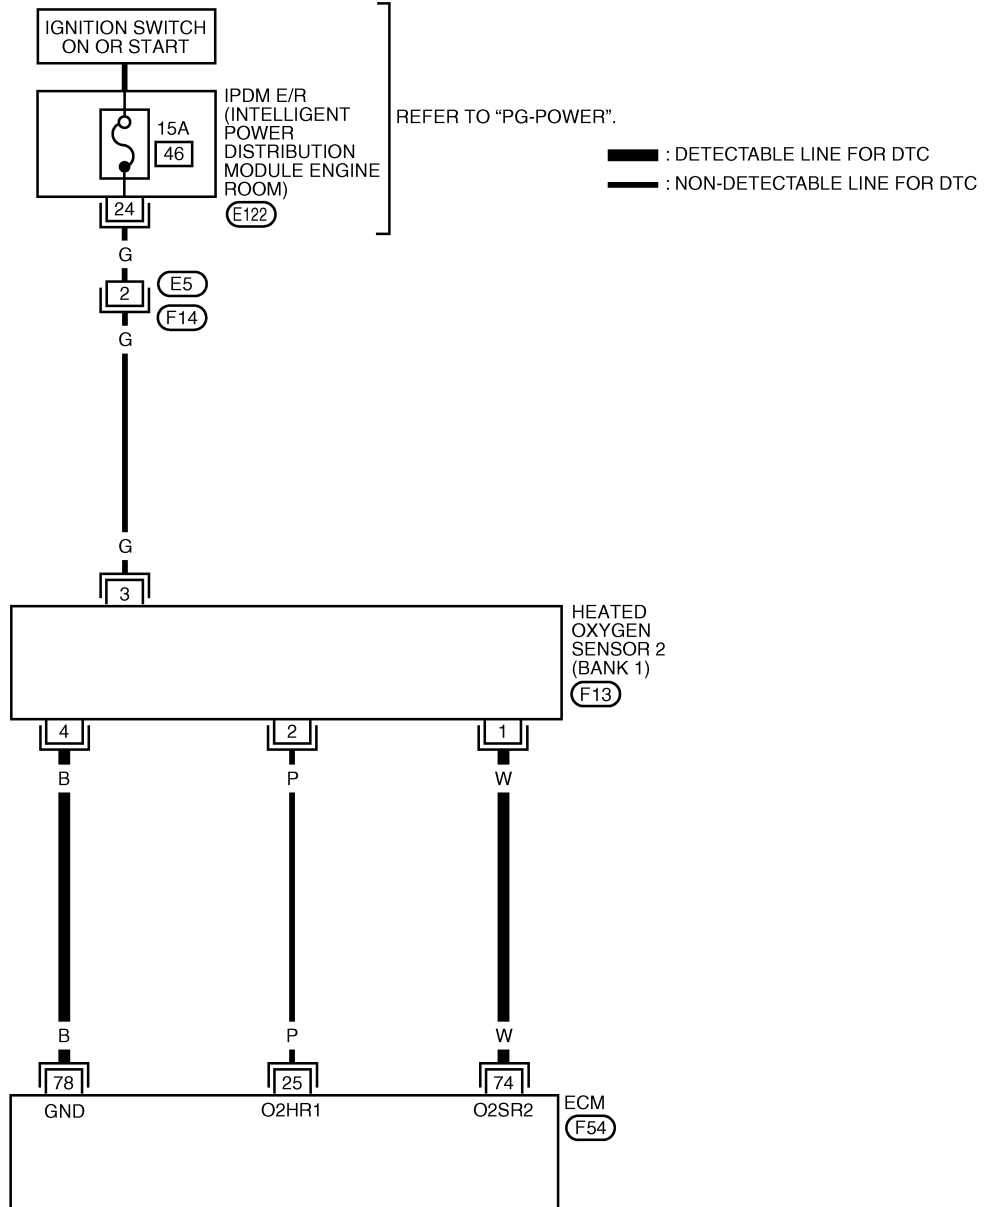 IGNITION SWITCH
ON OR START
IPDM E/R
(INTELLIGENT
POWER
DISTRIBUTION
MODULE ENGINE
ROOM)
E122
15A
46
24
REFER TO “PG-POWER”.
: DETECTABLE LINE FOR DTC
: NON-DETECTABLE LINE FOR DTC
G
2
E5
F14
G
G
3
HEATED
OXYGEN
SENSOR 2
(BANK 1)
F13
4 2 1
B P W
B P W
78 25 74
GND O2HR1 O2SR2
ECM
F54